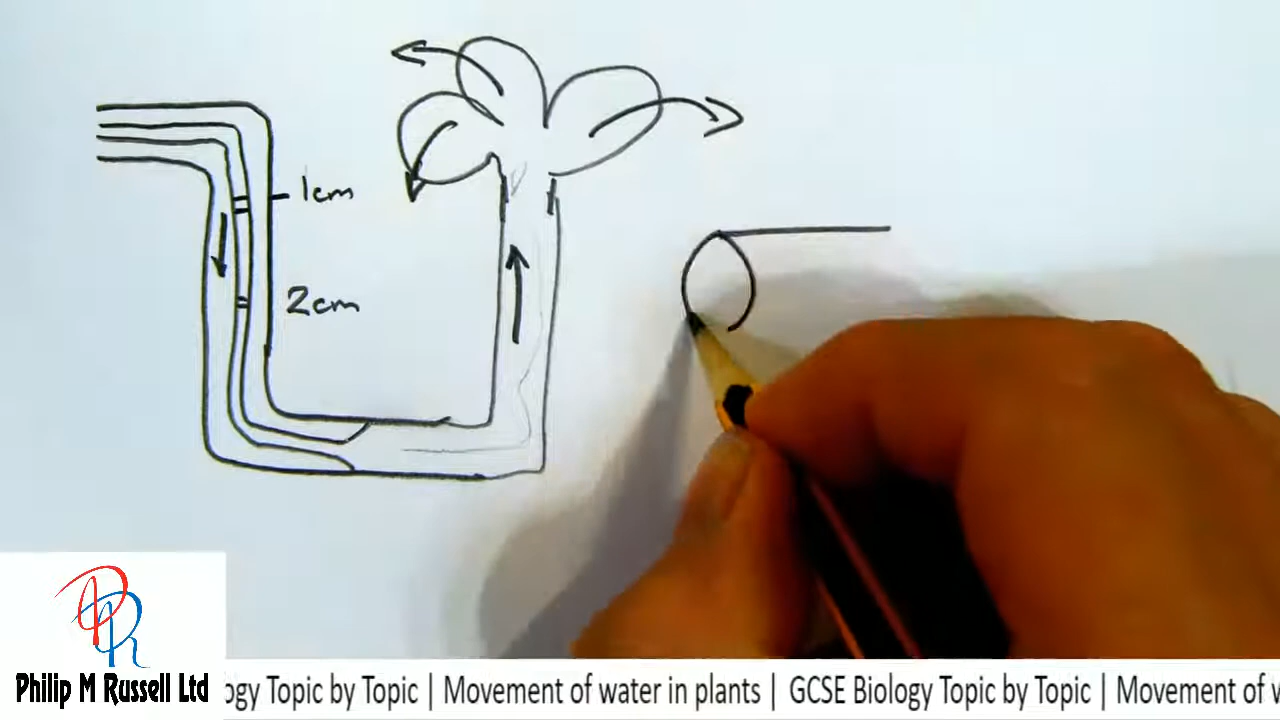 1cm
2cm
PR
Philip M Russell Ltd
ogy Topic by Topic | Movement of water in plants | GCSE Biology Topic by Topic | Movement of w